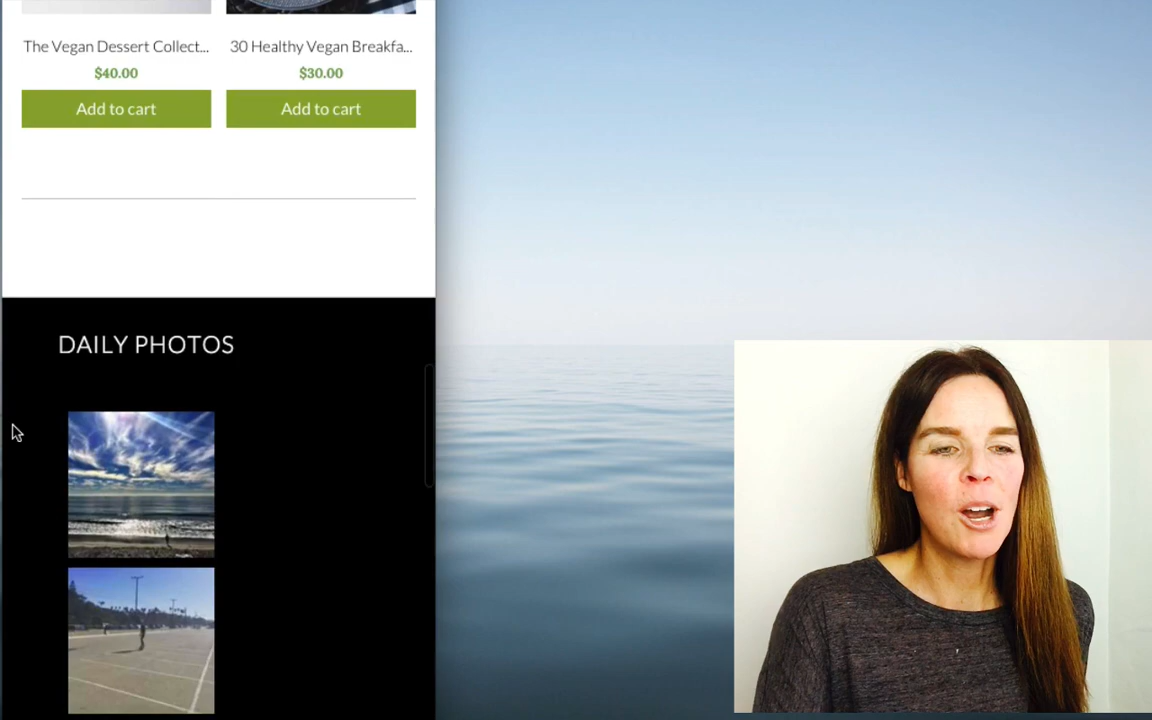 The Vegan Dessert Collect...
$40.00
Add to cart
30 Healthy Vegan Breakfa...
$30.00
Add to cart
DAILY PHOTOS